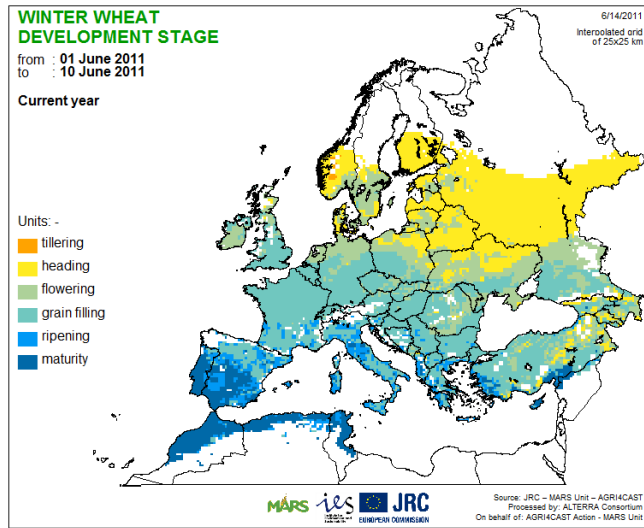 WINTER WHEAT
DEVELOPMENT STAGE
from : 01 June 2011
to : 10 June 2011
Current year
6/14/2011
Interpolated grid
of 25x25 km
Units: -
tillering
heading
flowering
grain filling
ripening
maturity
MARS
ies
JRC
EUROPEAN COMMISSION
Source: JRC – MARS Unit – AGRI4CAST
Processed by: ALTERRA Consortium
On behalf of: AGRI4CAST Action - MARS Unit